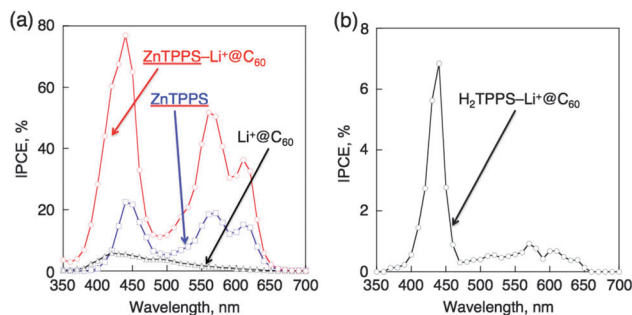 (a)
80
60
40
20
0
IPCE, %
ZnTPPS–Li⁺@C₆₀
ZnTPPS
Li⁺@C₆₀
350 400 450 500 550 600 650 700
Wavelength, nm
(b)
8
6
4
2
0
IPCE, %
H₂TPPS–Li⁺@C₆₀
350 400 450 500 550 600 650 700
Wavelength, nm